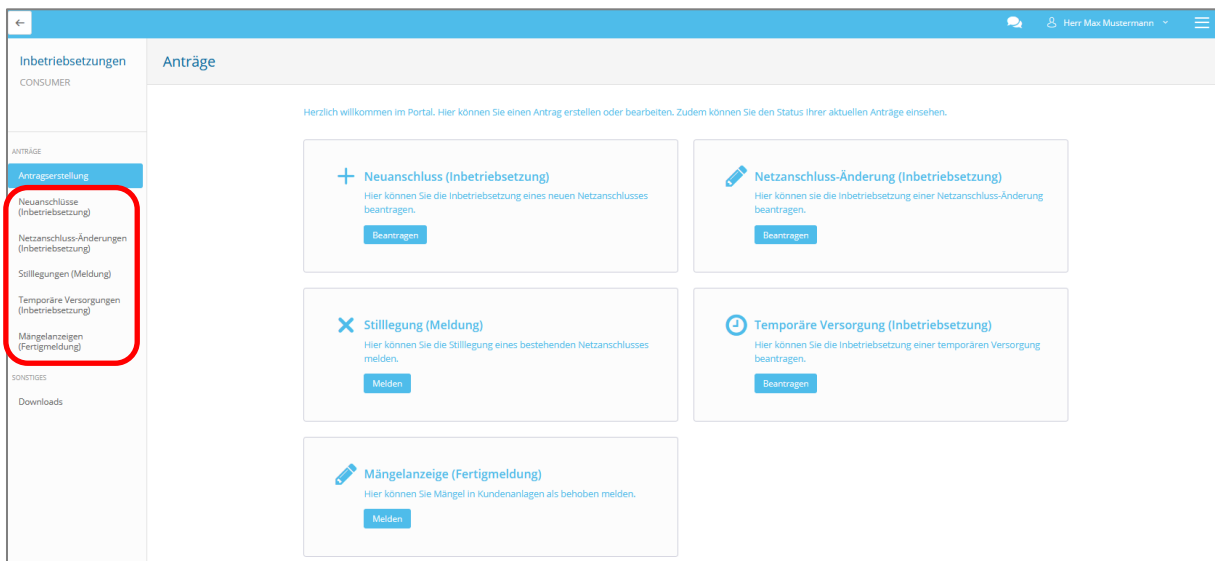 Herr Max Mustermann
Inbetriebsetzungen
CONSUMER
Anträge
Herzlich willkommen im Portal. Hier können Sie einen Antrag erstellen oder bearbeiten. Zudem können Sie den Status Ihrer aktuellen Anträge einsehen.
ANTRÄGE
Antragserstellung
Neuanschlüsse
(Inbetriebsetzung)
Netzanschluss-Änderungen
(Inbetriebsetzung)
Stilllegungen (Meldung)
Temporäre Versorgungen
(Inbetriebsetzung)
Mängelanzeigen
(Fertigmeldung)
SONSTIGES
Downloads
Neuanschluss (Inbetriebsetzung)
Hier können Sie die Inbetriebsetzung eines neuen Netzanschlusses
beantragen.
Beantragen
Netzanschluss-Änderung (Inbetriebsetzung)
Hier können sie die Inbetriebsetzung einer Netzanschluss-Änderung
beantragen.
Beantragen
Stilllegung (Meldung)
Hier können Sie die Stilllegung eines bestehenden Netzanschlusses
melden.
Melden
Temporäre Versorgung (Inbetriebsetzung)
Hier können Sie die Inbetriebsetzung einer temporären Versorgung
beantragen.
Beantragen
Mängelanzeige (Fertigmeldung)
Hier können Sie Mängel in Kundenanlagen als behoben melden.
Melden